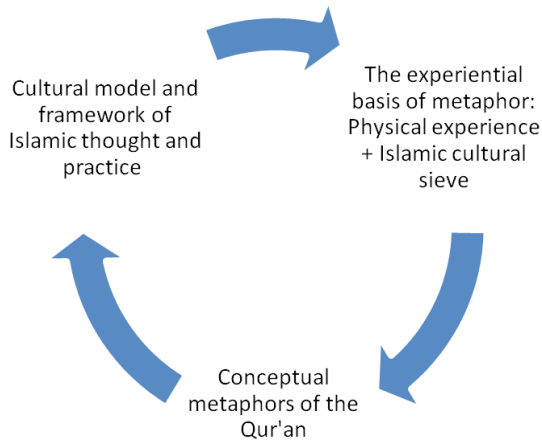 Cultural model and
framework of
Islamic thought and
practice
The experiential
basis of metaphor:
Physical experience
+ Islamic cultural
sieve
Conceptual
metaphors of the
Qur'an